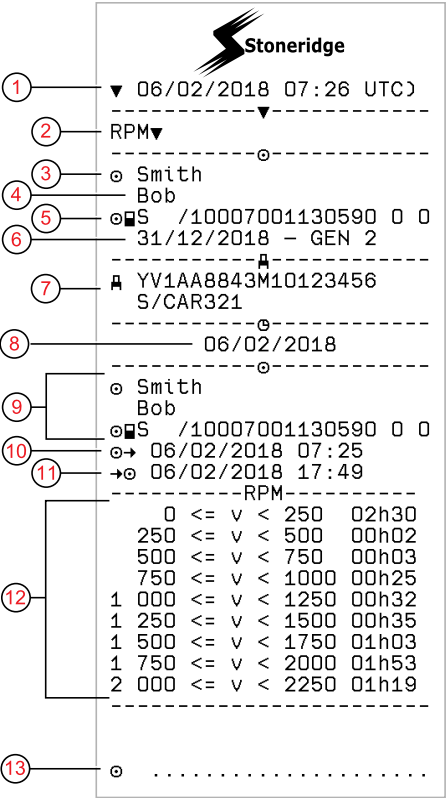 Stoneridge
1 ▼ 06/02/2018 07:26 UTC)
2 RPM▼
3 Smith
4 Bob
5 S /10007001130590 0 0
6 31/12/2018 – GEN 2
7 YV1AA8843M10123456
S/CAR321
8 06/02/2018
9 Smith
Bob
S /10007001130590 0 0
10 → 06/02/2018 07:25
11 → 06/02/2018 17:49
RPM
12
0 <= v < 250 02h30
250 <= v < 500 00h02
500 <= v < 750 00h03
750 <= v < 1000 00h25
1 000 <= v < 1250 00h32
1 250 <= v < 1500 00h35
1 500 <= v < 1750 01h03
1 750 <= v < 2000 01h53
2 000 <= v < 2250 01h19
13 ......................